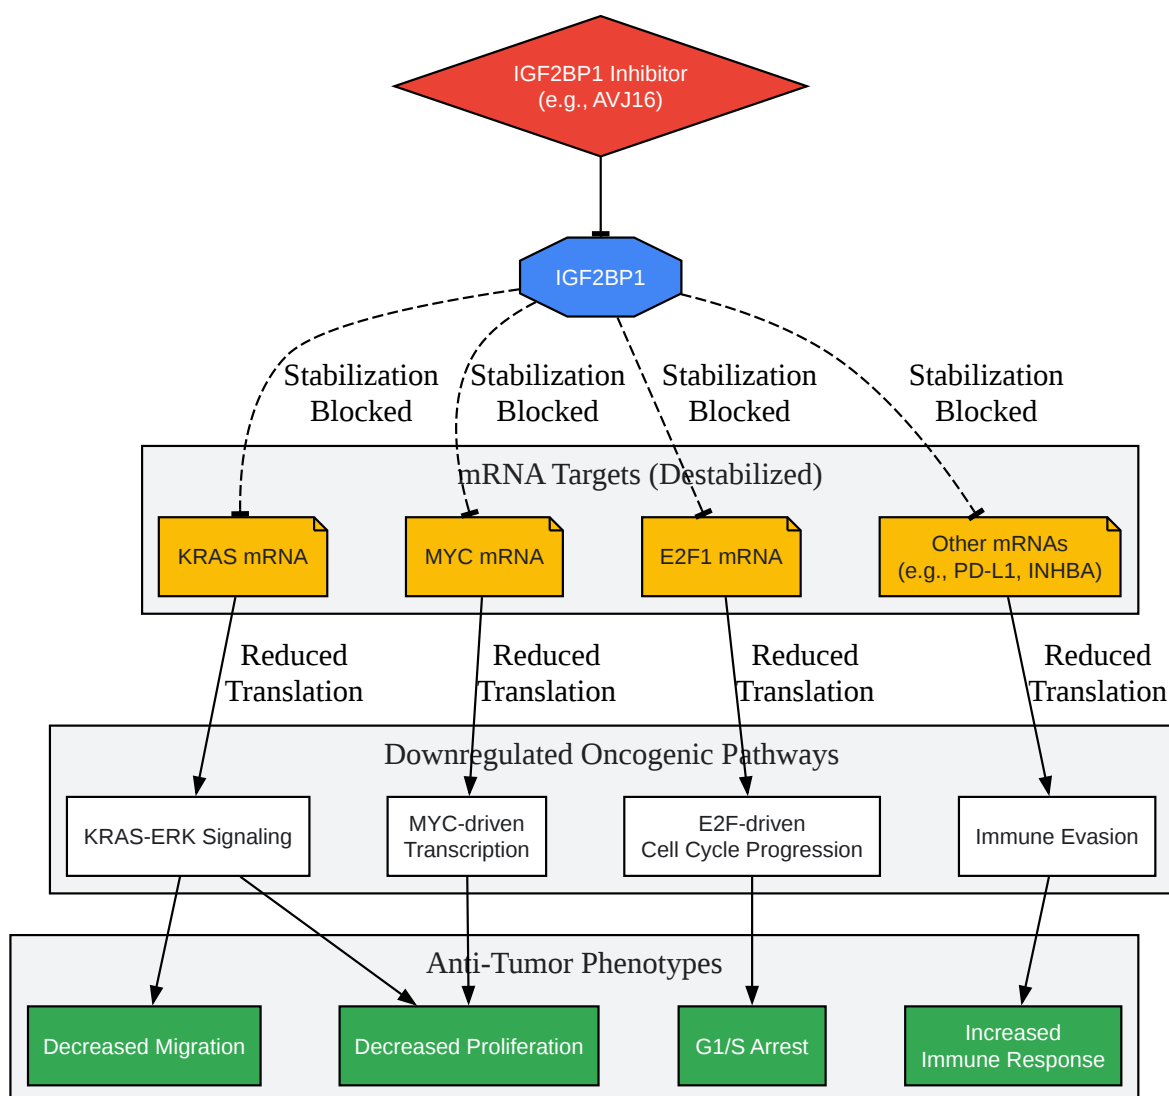 IGF2BP1 Inhibitor
(e.g., AVJ16)
IGF2BP1
Stabilization
Blocked
Stabilization
Blocked
Stabilization
Blocked
Stabilization
Blocked
mRNA Targets (Destabilized)
KRAS mRNA
MYC mRNA
E2F1 mRNA
Other mRNAs
(e.g., PD-L1, INHBA)
Reduced
Translation
Reduced
Translation
Reduced
Translation
Reduced
Translation
Downregulated Oncogenic Pathways
KRAS-ERK Signaling
MYC-driven
Transcription
E2F-driven
Cell Cycle Progression
Immune Evasion
Anti-Tumor Phenotypes
Decreased Migration
Decreased Proliferation
G1/S Arrest
Increased
Immune Response